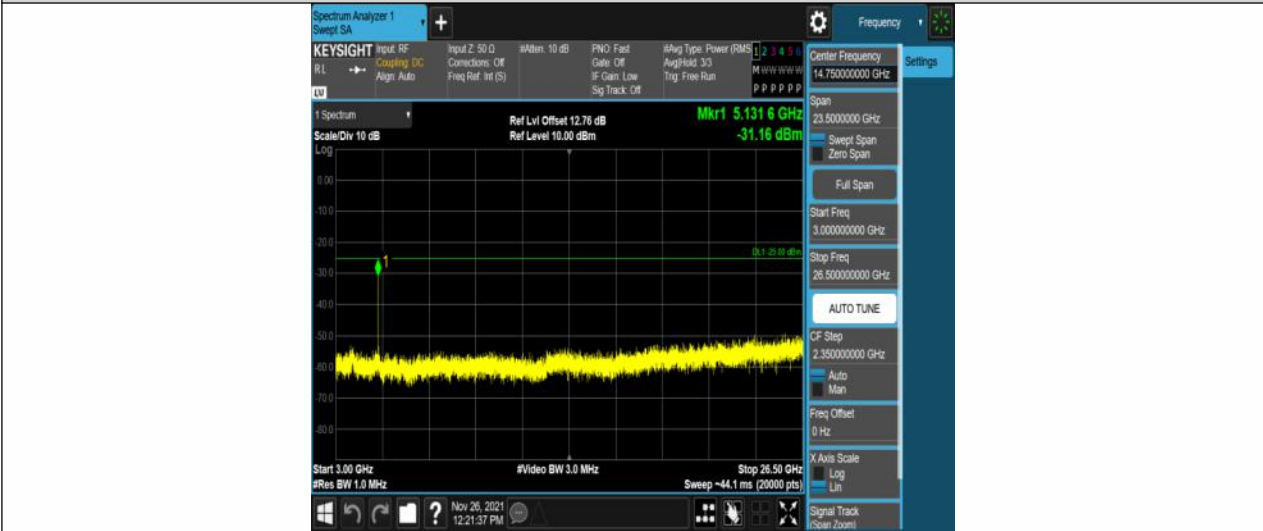 Spectrum Analyzer 1
Swept SA
+
Frequency
KEYSIGHT
RL
LV
Input: RF
Coupling: DC
Align: Auto
Input Z: 50 Ω
Corrections: Off
Freq Ref: Int (S)
#Atten: 10 dB
PNO: Fast
Gate: Off
IF Gain: Low
Sig Track: Off
#Avg Type: Power (RMS
Avg|Hold: 3/3
Trig: Free Run
1 2 3 4 5 6
M W W W W W
P P P P P P
1 Spectrum
Scale/Div 10 dB
Log
Ref Lvl Offset 12.76 dB
Ref Level 10.00 dBm
Mkr1 5.131 6 GHz
-31.16 dBm
0.00
-10.0
-20.0
-30.0
-40.0
-50.0
-60.0
-70.0
-80.0
DL1 -25.00 dBm
1
Start 3.00 GHz
#Res BW 1.0 MHz
#Video BW 3.0 MHz
Stop 26.50 GHz
Sweep ~44.1 ms (20000 pts)
Center Frequency
14.750000000 GHz
Settings
Span
23.5000000 GHz
Swept Span
Zero Span
Full Span
Start Freq
3.000000000 GHz
Stop Freq
26.500000000 GHz
AUTO TUNE
CF Step
2.350000000 GHz
Auto
Man
Freq Offset
0 Hz
X Axis Scale
Log
Lin
Signal Track
(Span Zoom)
?
Nov 26, 2021
12:21:37 PM